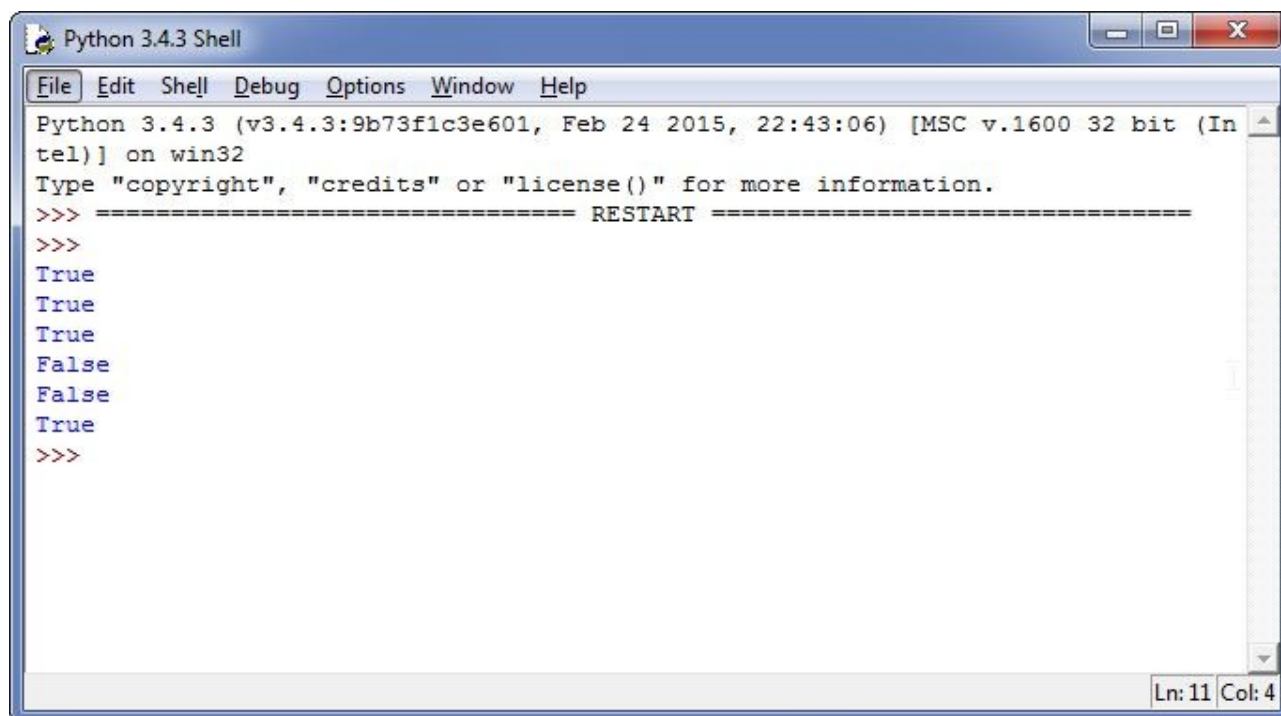 Python 3.4.3 Shell
File Edit Shell Debug Options Window Help
Python 3.4.3 (v3.4.3:9b73f1c3e601, Feb 24 2015, 22:43:06) [MSC v.1600 32 bit (In
tel)] on win32
Type "copyright", "credits" or "license()" for more information.
>>> ================================ RESTART ================================
>>>
True
True
True
False
False
True
>>>
Ln: 11 Col: 4